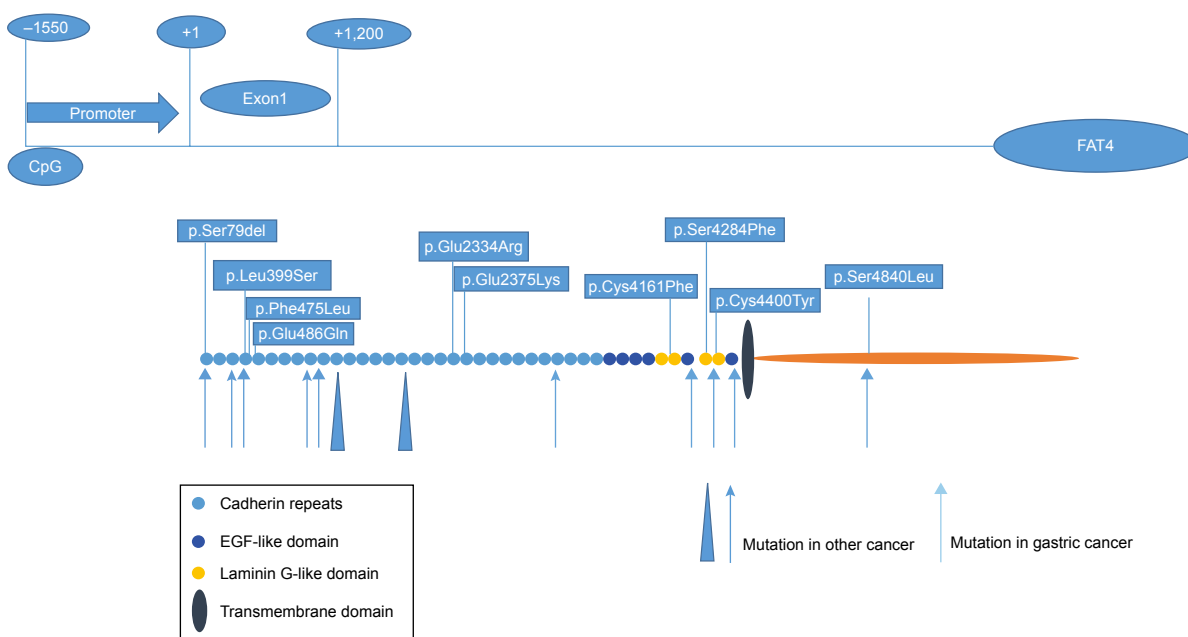 –1550
+1
+1,200
Promoter
Exon1
CpG
FAT4
p.Ser79del
p.Leu399Ser
p.Phe475Leu
p.Glu486Gln
p.Glu2334Arg
p.Glu2375Lys
p.Cys4161Phe
p.Ser4284Phe
p.Cys4400Tyr
p.Ser4840Leu
Cadherin repeats
EGF-like domain
Laminin G-like domain
Transmembrane domain
Mutation in other cancer
Mutation in gastric cancer